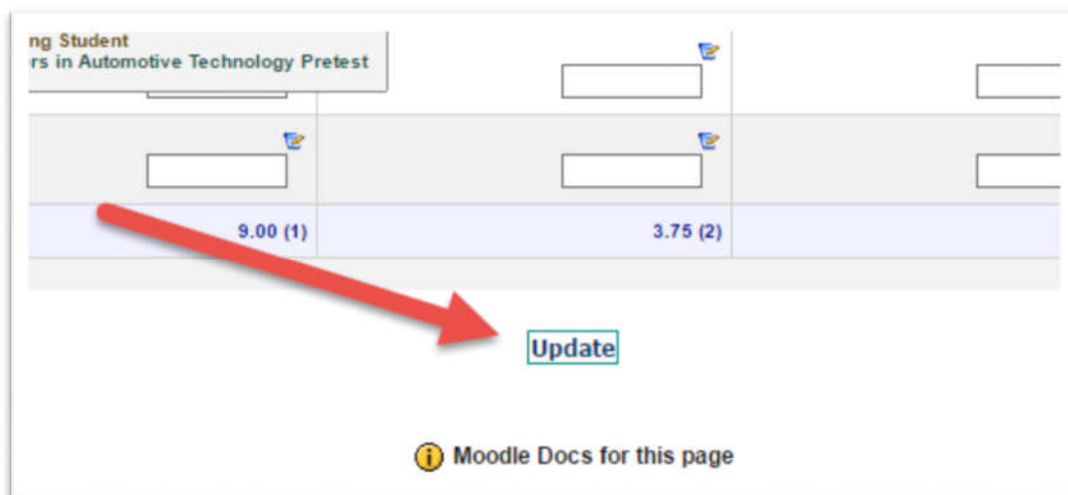 ng Student
rs in Automotive Technology Pretest
9.00 (1)
3.75 (2)
Update
Moodle Docs for this page